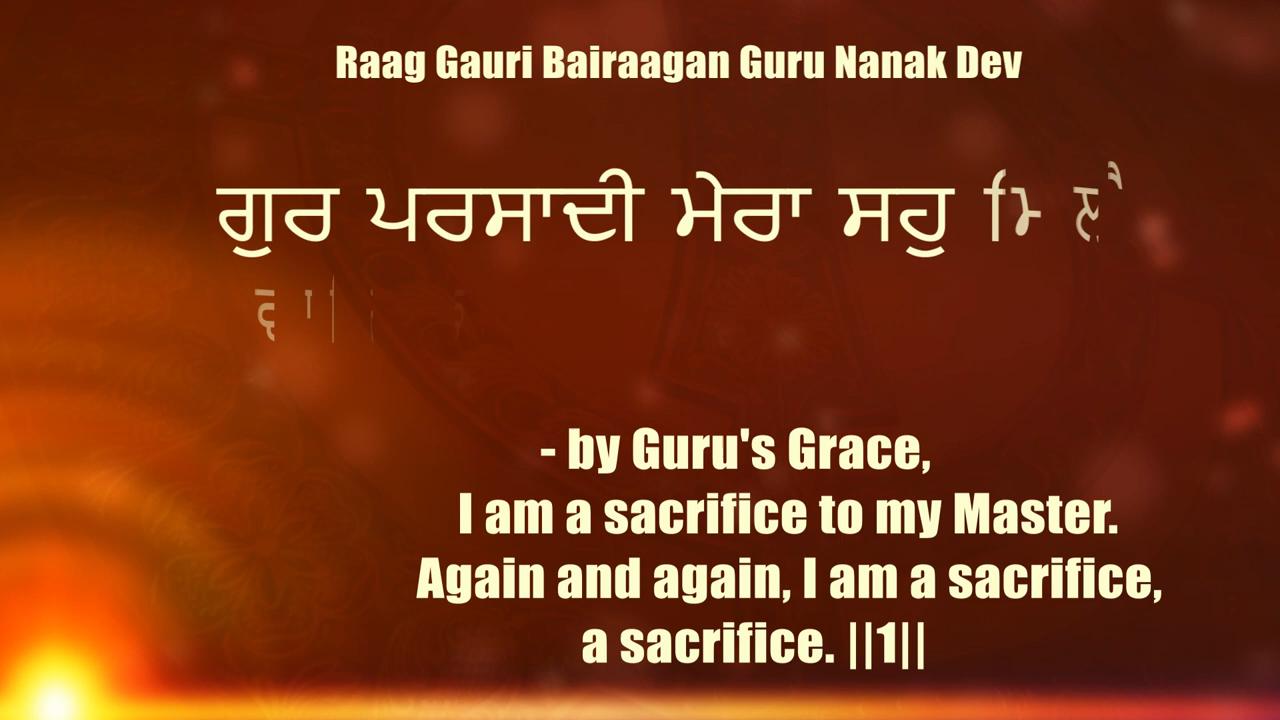 Raag Gauri Bairaagan Guru Nanak Dev
ਗੁਰ ਪਰਸਾਦੀ ਮੇਰਾ ਸਹੁ ਮਿਲੈ
- by Guru's Grace,
I am a sacrifice to my Master.
Again and again, I am a sacrifice,
a sacrifice. ||1||